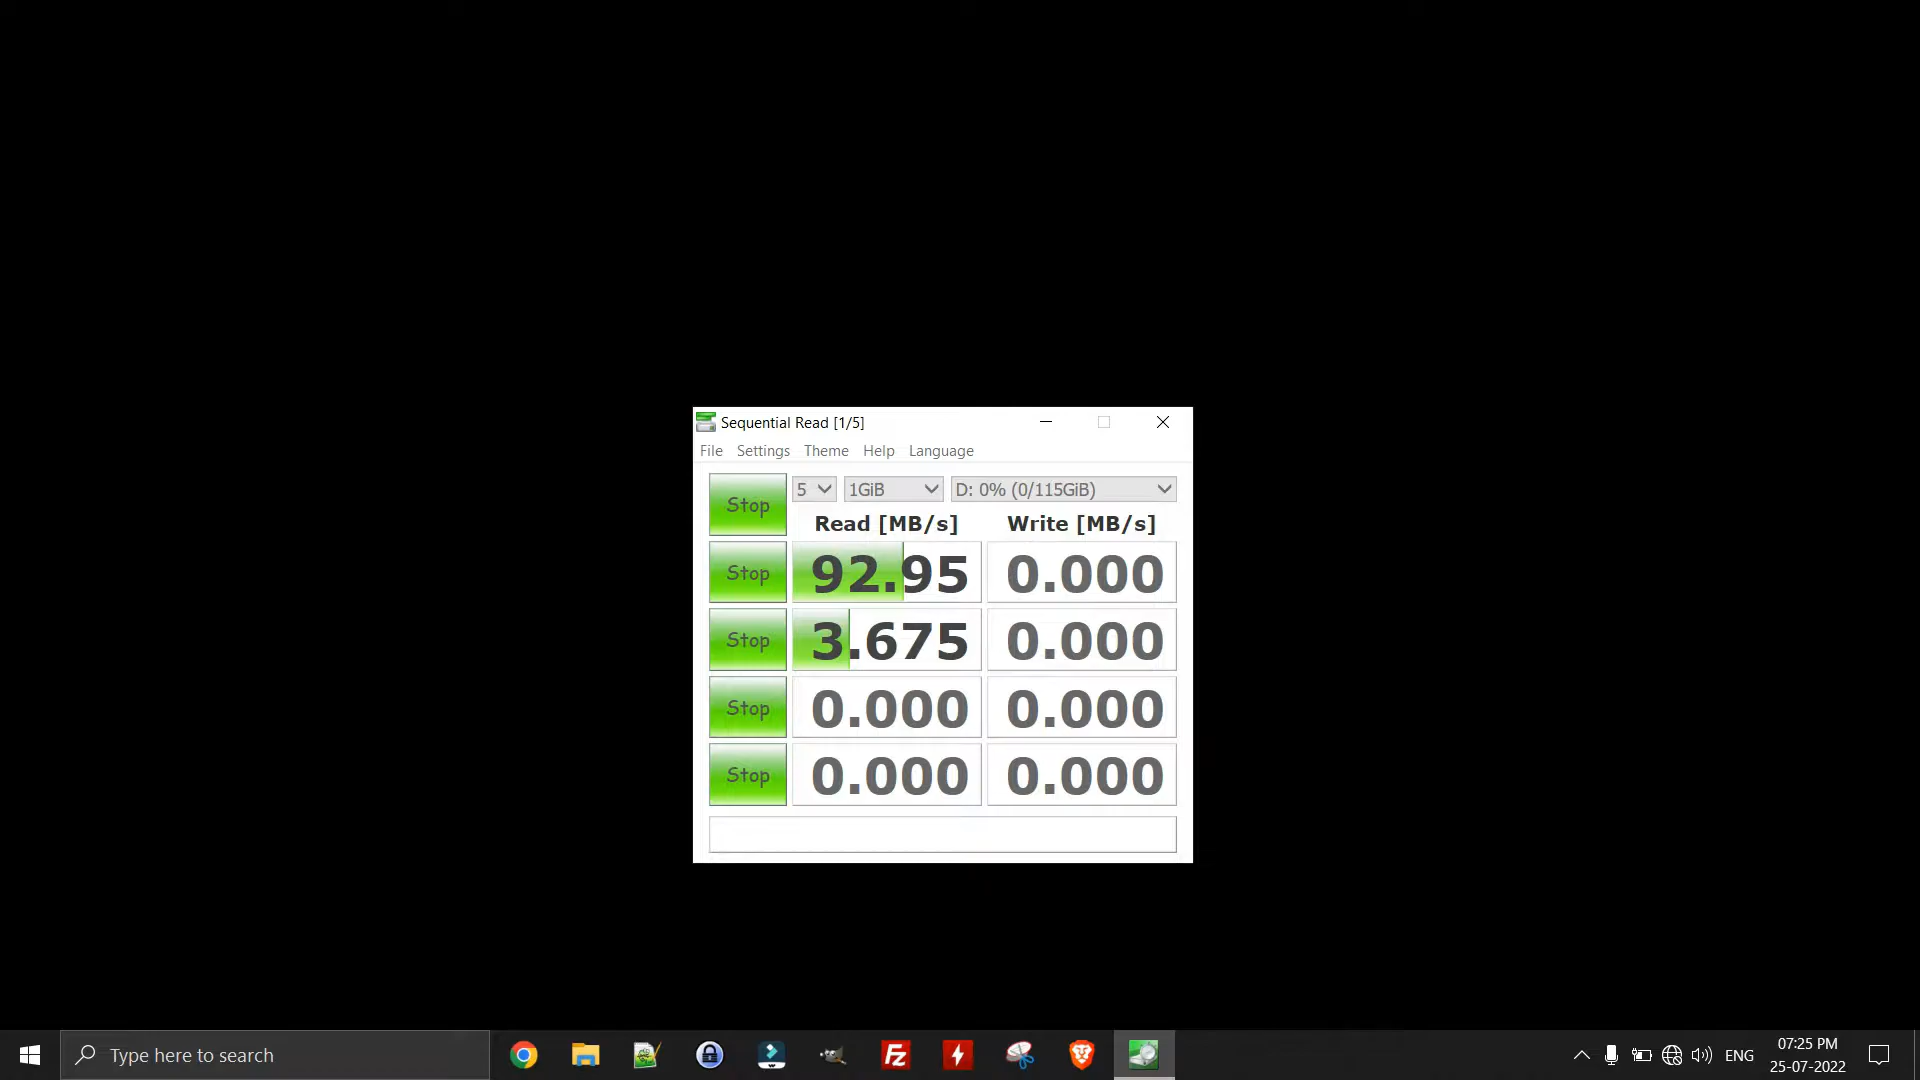 Sequential Read [1/5]
File Settings Theme Help Language
Stop 5 1GiB D: 0% (0/115GiB)
Read [MB/s] Write [MB/s]
Stop 92.95 0.000
Stop 3.675 0.000
Stop 0.000 0.000
Stop 0.000 0.000
Type here to search
Fz
ENG
07:25 PM
25-07-2022